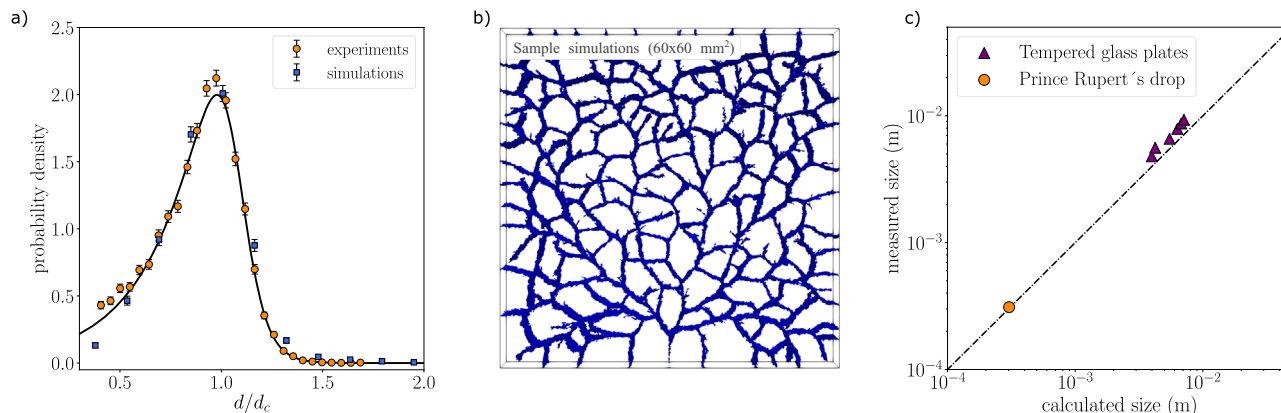 a)
2.5
2.0
1.5
1.0
0.5
0.0
probability density
experiments
simulations
0.5 1.0 1.5 2.0
d/d_c
b)
Sample simulations (60x60 mm²)
c)
Tempered glass plates
Prince Rupert´s drop
measured size (m)
10⁻²
10⁻³
10⁻⁴
10⁻⁴ 10⁻³ 10⁻²
calculated size (m)